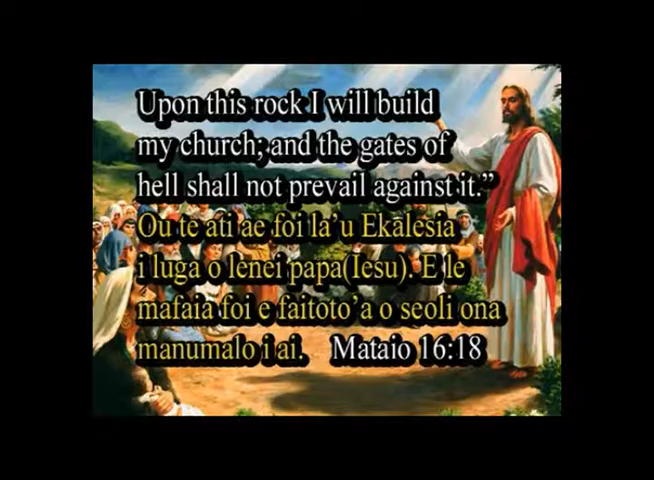 Upon this rock I will build
my church; and the gates of
hell shall not prevail against it.”
Ou te ati ae foi la’u Ekālesia
i luga o lenei papa(Iesu). E le
mafaia foi e faitoto’a o seoli ona
manumalo i ai. Mataio 16:18